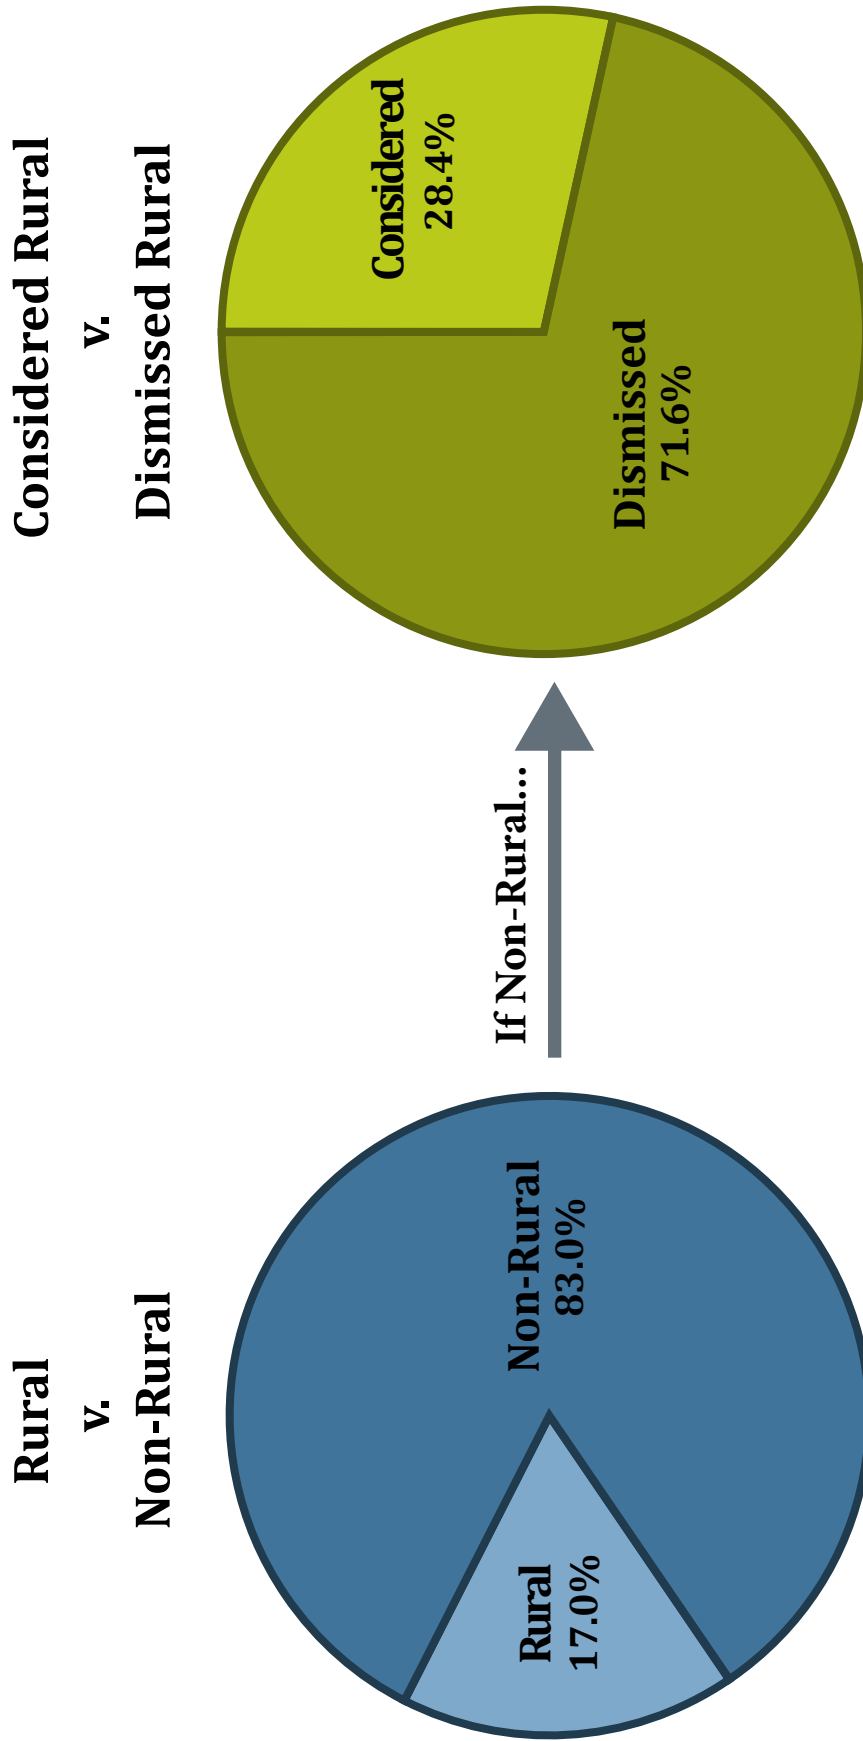 Rural
v.
Non-Rural
Rural
17.0%
Non-Rural
83.0%
If Non-Rural...
Considered Rural
v.
Dismissed Rural
Considered
28.4%
Dismissed
71.6%